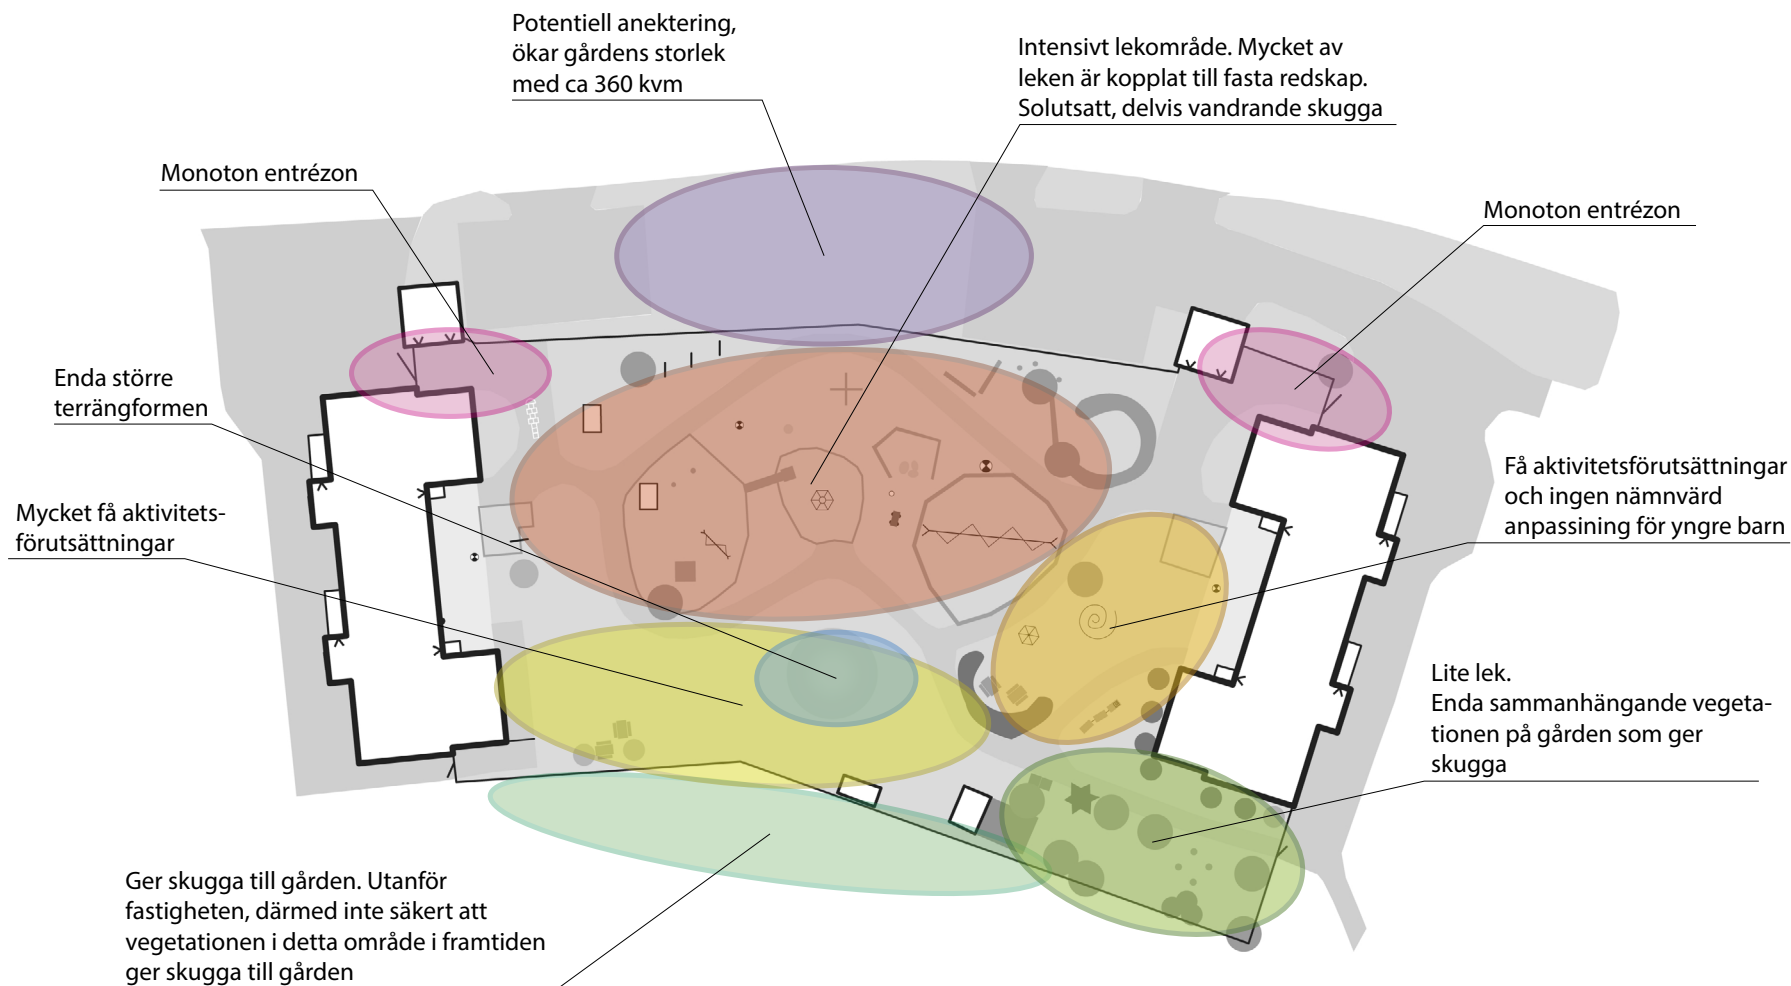 Potentiell anektering,
ökar gårdens storlek
med ca 360 kvm
Intensivt lekområde. Mycket av
leken är kopplat till fasta redskap.
Solutsatt, delvis vandrande skugga
Monoton entrézon
Monoton entrézon
Enda större
terrängformen
Mycket få aktivitets-
förutsättningar
Få aktivitetsförutsättningar
och ingen nämnvärd
anpassining för yngre barn
Lite lek.
Enda sammanhängande vegeta-
tionen på gården som ger
skugga
Ger skugga till gården. Utanför
fastigheten, därmed inte säkert att
vegetationen i detta område i framtiden
ger skugga till gården